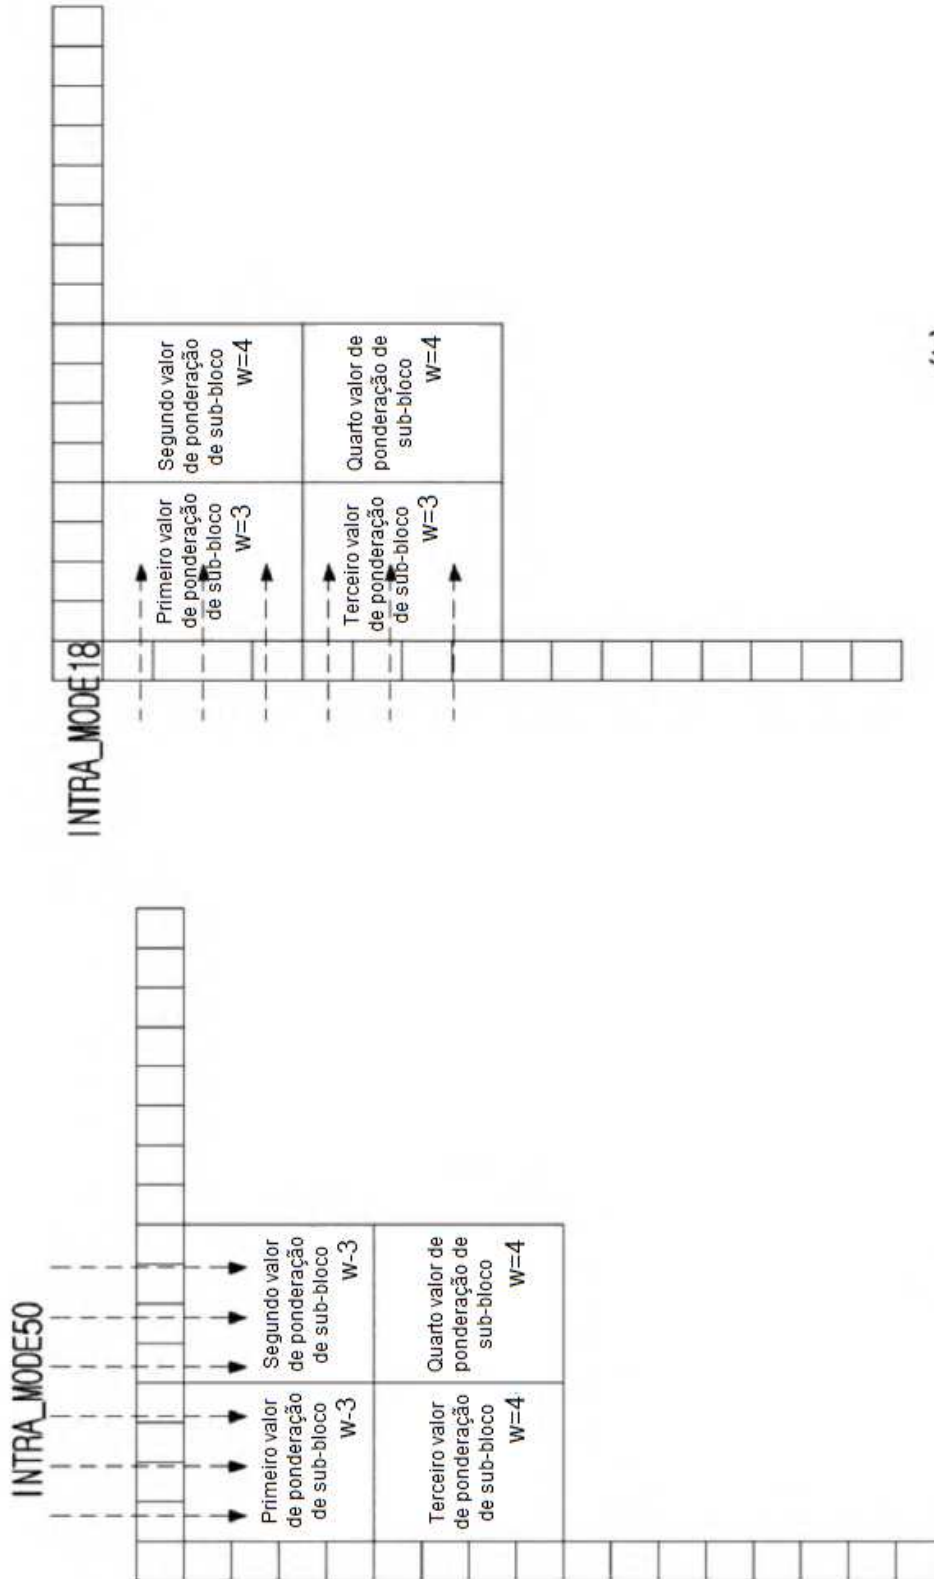 INTRA_MODE50
Primeiro valor
de ponderação
de sub-bloco
W-3
Segundo valor
de ponderação
de sub-bloco
W-3
Terceiro valor
de ponderação
de sub-bloco
W=4
Quarto valor de
ponderação de
sub-bloco
W=4
INTRA_MODE18
Primeiro valor
de ponderação
de sub-bloco
W=3
Segundo valor
de ponderação
de sub-bloco
W=4
Terceiro valor
de ponderação
de sub-bloco
W=3
Quarto valor de
ponderação de
sub-bloco
W=4